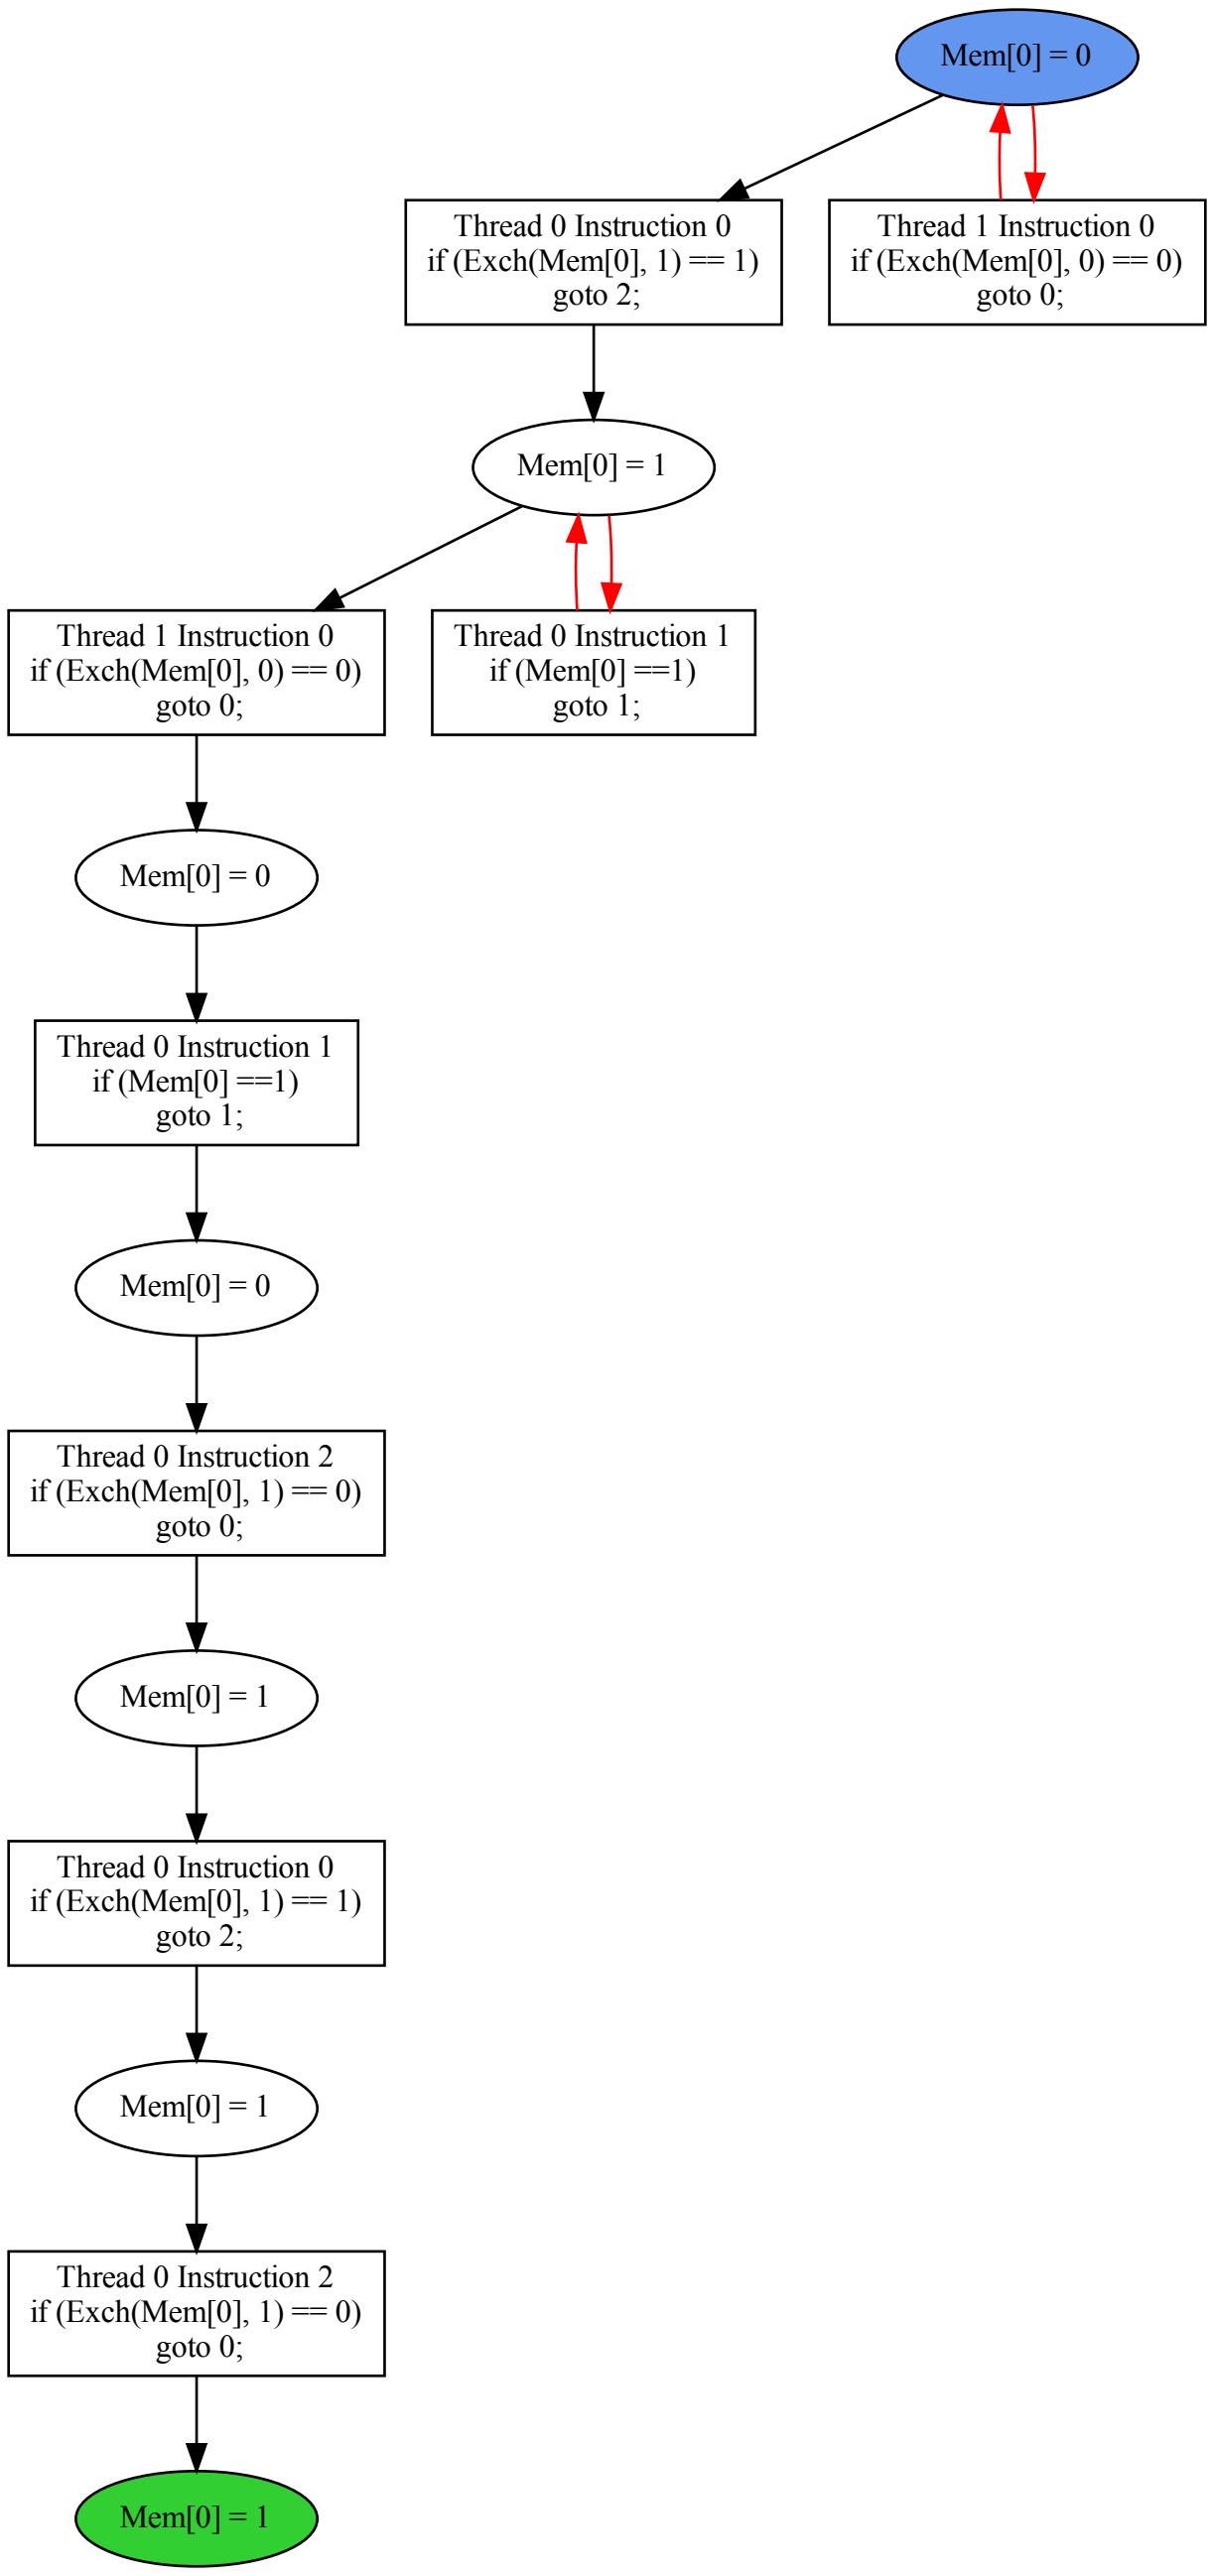 Mem[0] = 0
Thread 0 Instruction 0
if (Exch(Mem[0], 1) == 1)
goto 2;
Thread 1 Instruction 0
if (Exch(Mem[0], 0) == 0)
goto 0;
Mem[0] = 1
Thread 1 Instruction 0
if (Exch(Mem[0], 0) == 0)
goto 0;
Thread 0 Instruction 1
if (Mem[0] ==1)
goto 1;
Mem[0] = 0
Thread 0 Instruction 1
if (Mem[0] ==1)
goto 1;
Mem[0] = 0
Thread 0 Instruction 2
if (Exch(Mem[0], 1) == 0)
goto 0;
Mem[0] = 1
Thread 0 Instruction 0
if (Exch(Mem[0], 1) == 1)
goto 2;
Mem[0] = 1
Thread 0 Instruction 2
if (Exch(Mem[0], 1) == 0)
goto 0;
Mem[0] = 1